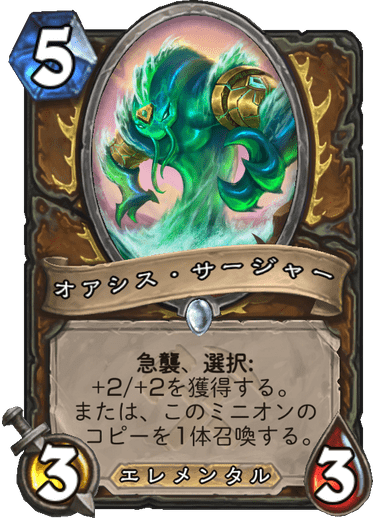 5
オアシス・サージャー
急襲、選択:
+2/+2を獲得する。
または、このミニオンの
コピーを1体召喚する。
3
エレメンタル
3